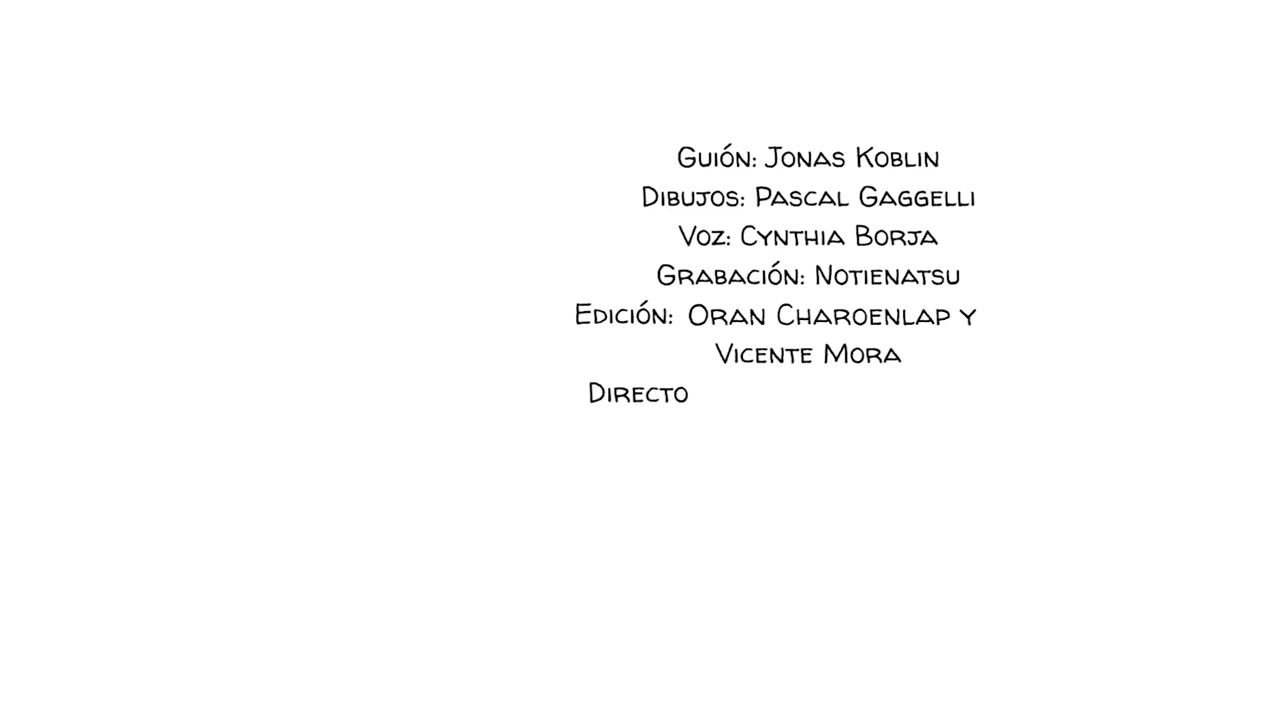 Guión: Jonas Koblin
Dibujos: Pascal Gaggelli
Voz: Cynthia Borja
Grabación: Notienatsu
Edición: Oran Charoenlap y
Vicente Mora
Directo